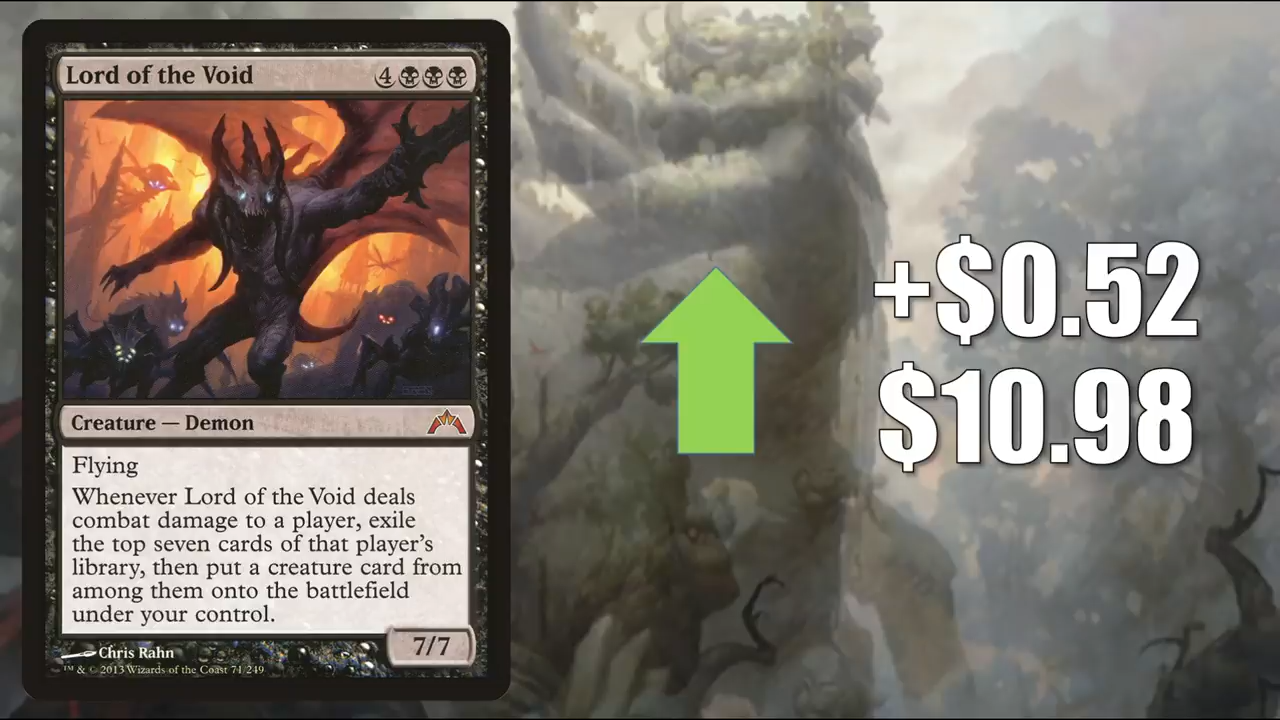 Lord of the Void 4
Creature — Demon
Flying
Whenever Lord of the Void deals
combat damage to a player, exile
the top seven cards of that player's
library, then put a creature card from
among them onto the battlefield
under your control.
7/7
Chris Rahn
™ & © 2013 Wizards of the Coast 71/249
+$0.52
$10.98